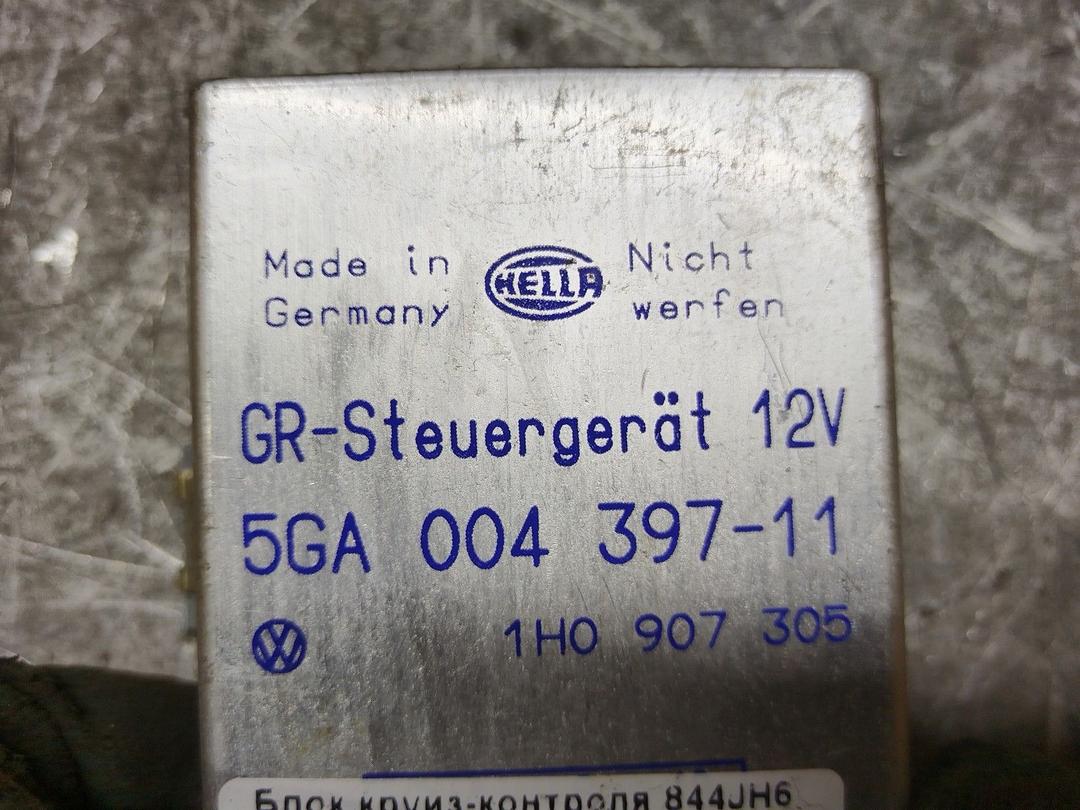 Made in
Germany
HELLA
Nicht
werfen
GR-Steuergerät 12V
5GA 004 397-11
VW
1H0 907 305
Блок круиз-контроля 844JH6